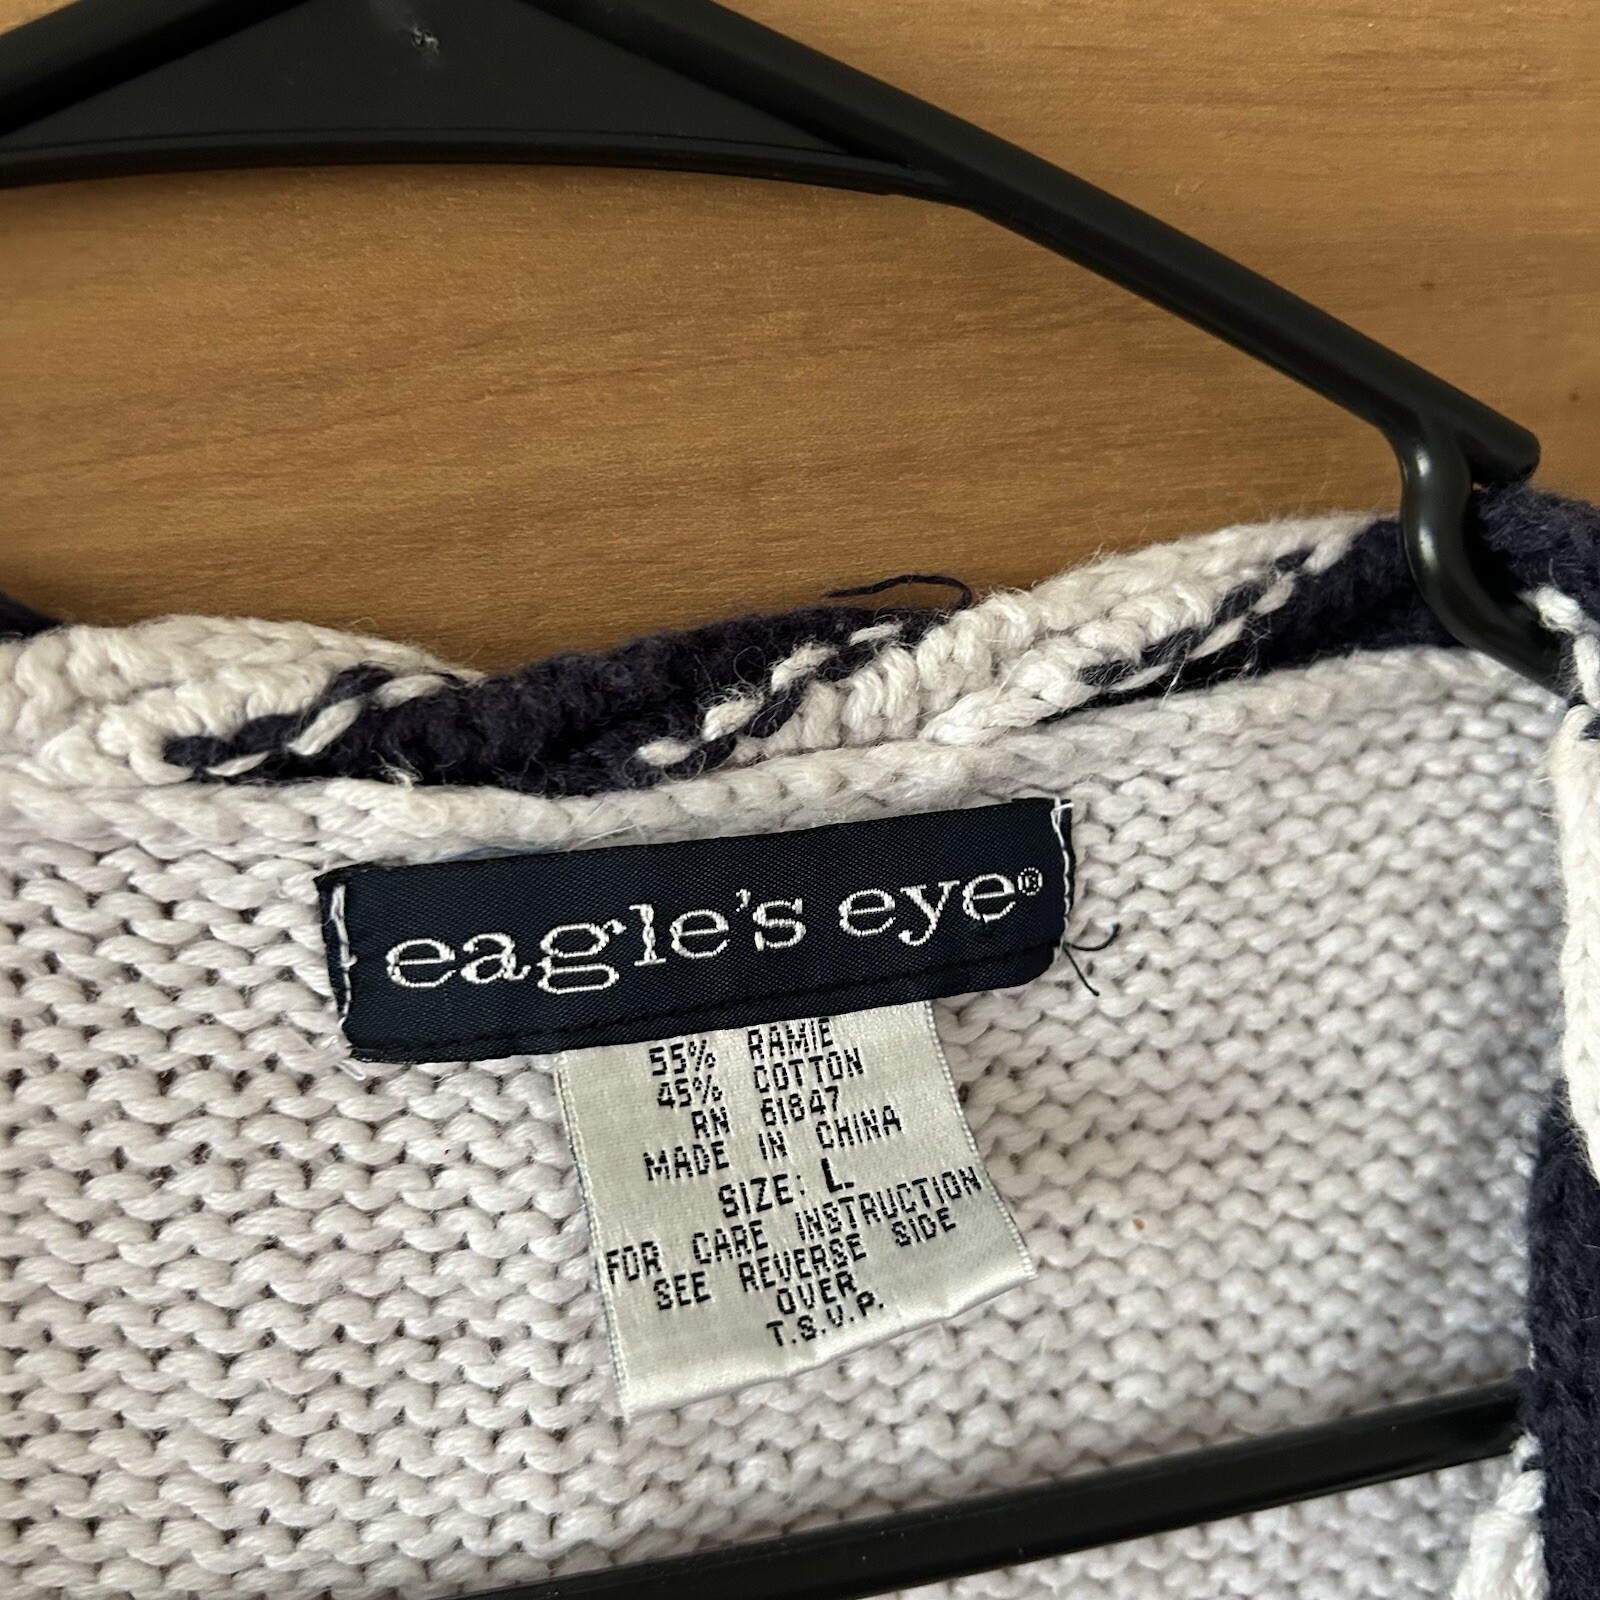 eagle's eye®
55% RAMIE
45% COTTON
RN 61847
MADE IN CHINA
SIZE: L.
FOR CARE INSTRUCTION
SEE REVERSE SIDE
OVER
T.S.V.P.